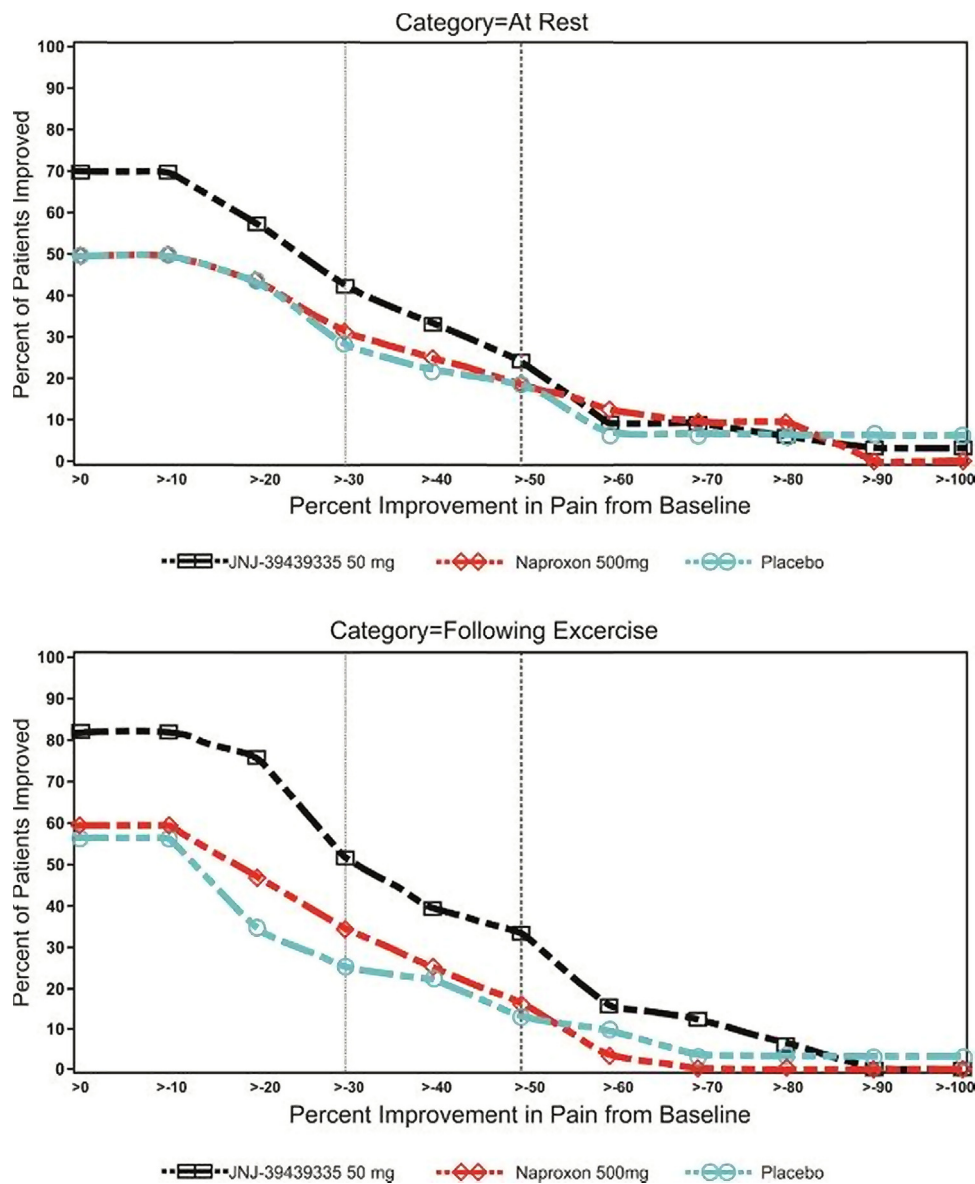 Category=At Rest
Percent of Patients Improved
100
90
80
70
60
50
40
30
20
10
0
>0 >-10 >-20 >-30 >-40 >-50 >-60 >-70 >-80 >-90 >-100
Percent Improvement in Pain from Baseline
JNJ-39439335 50 mg Naproxon 500mg Placebo
Category=Following Excercise
Percent of Patients Improved
100
90
80
70
60
50
40
30
20
10
0
>0 >-10 >-20 >-30 >-40 >-50 >-60 >-70 >-80 >-90 >-100
Percent Improvement in Pain from Baseline
JNJ-39439335 50 mg Naproxon 500mg Placebo